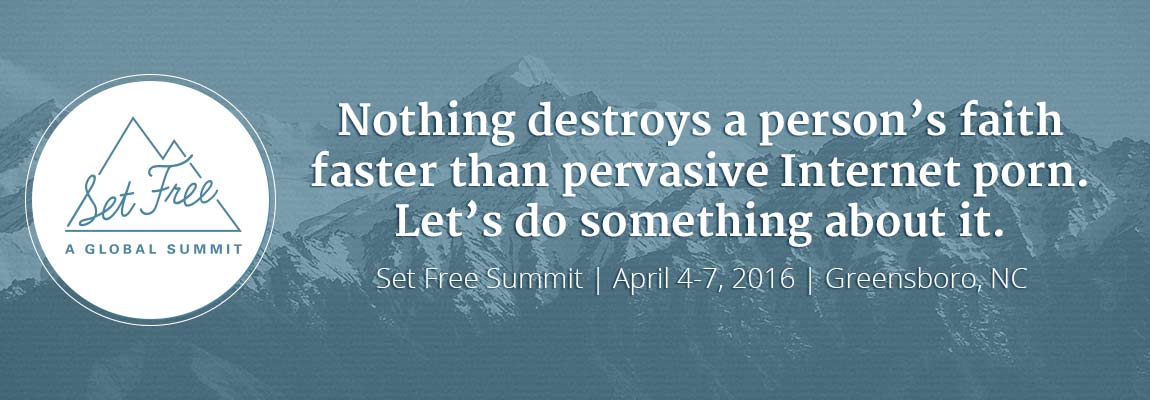 Set Free
A GLOBAL SUMMIT
Nothing destroys a person’s faith
faster than pervasive Internet porn.
Let’s do something about it.
Set Free Summit | April 4-7, 2016 | Greensboro, NC